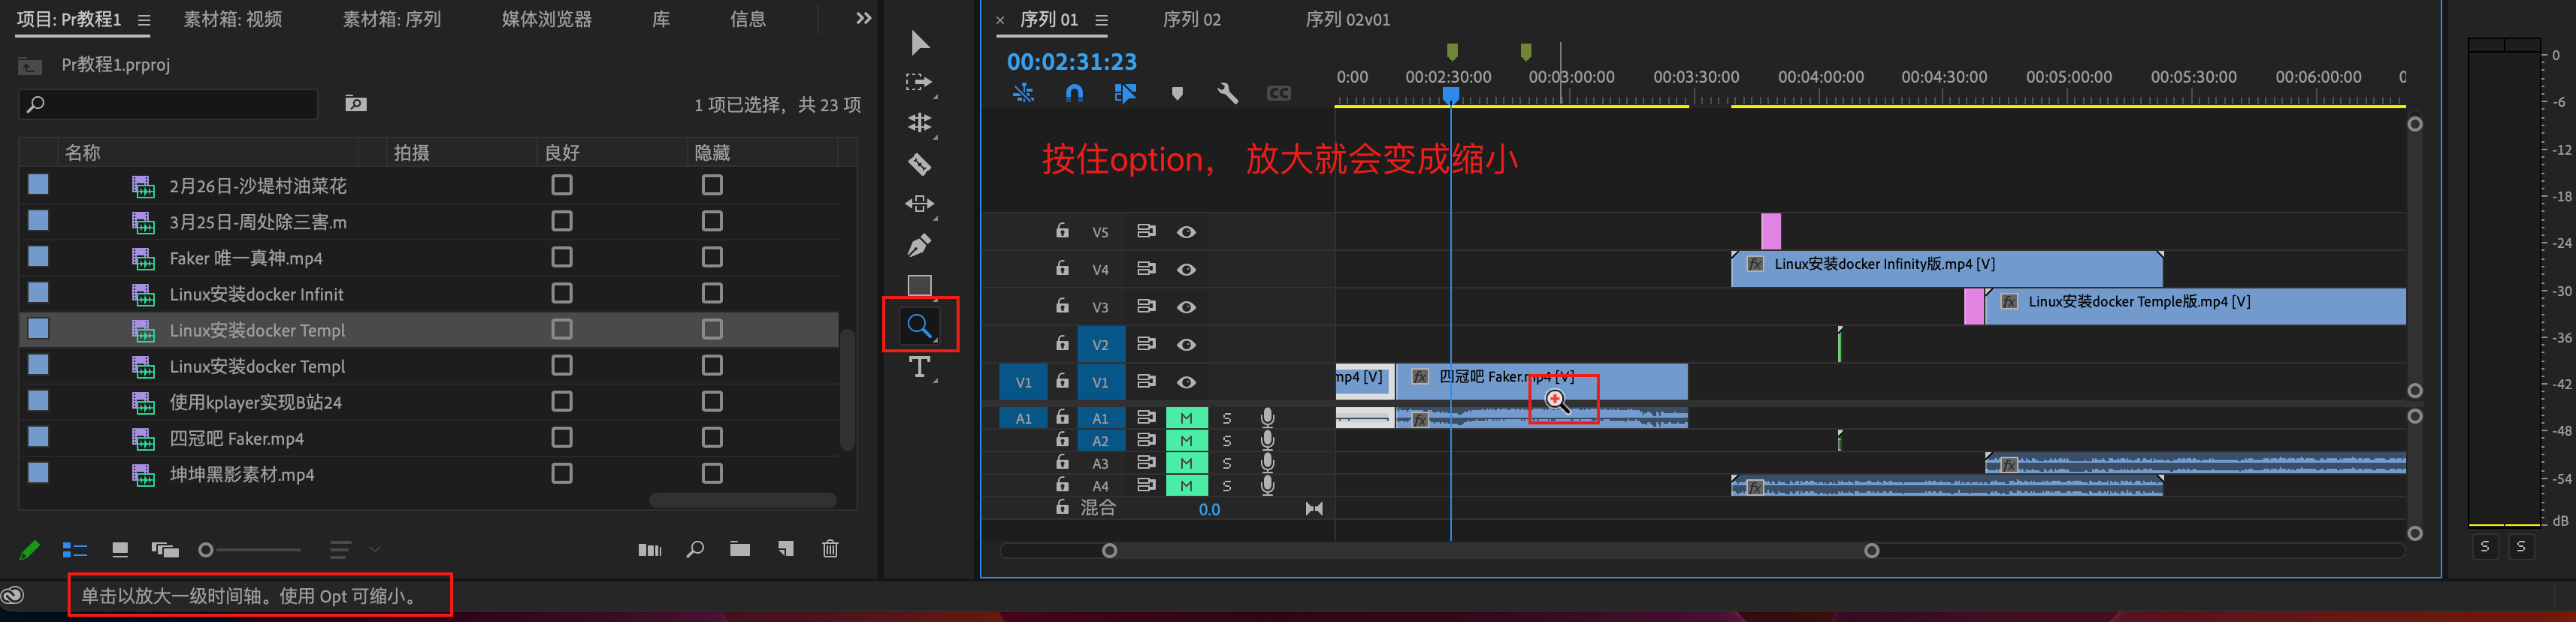 项目: Pr教程1
素材箱: 视频
素材箱: 序列
媒体浏览器
库
信息
Pr教程1.prproj
1 项已选择，共 23 项
名称
拍摄
良好
隐藏
2月26日-沙堤村油菜花
3月25日-周处除三害.m
Faker 唯一真神.mp4
Linux安装docker Infinit
Linux安装docker Templ
Linux安装docker Templ
使用kplayer实现B站24
四冠吧 Faker.mp4
坤坤黑影素材.mp4
单击以放大一级时间轴。使用 Opt 可缩小。
T
× 序列 01
序列 02
序列 02v01
00:02:31:23
CC
0:00
00:02:30:00
00:03:00:00
00:03:30:00
00:04:00:00
00:04:30:00
00:05:00:00
00:05:30:00
00:06:00:00
0
按住option， 放大就会变成缩小
V5
V4
fx Linux安装docker Infinity版.mp4 [V]
V3
fx Linux安装docker Temple版.mp4 [V]
V2
V1 V1
mp4 [V]
fx 四冠吧 Faker.mp4 [V]
A1 A1 M S
fx
A2 M S
A3 M S
fx
A4 M S
fx
混合 0.0
0
-6
-12
-18
-24
-30
-36
-42
-48
-54
dB
S S